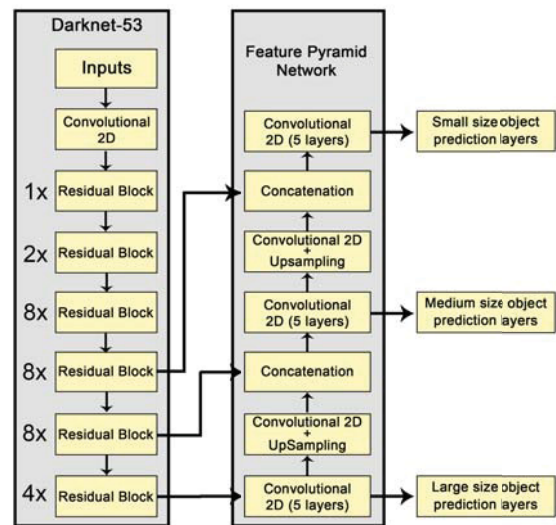 Darknet-53
Inputs
Convolutional
2D
1x
Residual Block
2x
Residual Block
8x
Residual Block
8x
Residual Block
8x
Residual Block
4x
Residual Block
Feature Pyramid
Network
Convolutional
2D (5 layers)
Concatenation
Convolutional 2D
+
Upsampling
Convolutional
2D (5 layers)
Concatenation
Convolutional 2D
+
UpSampling
Convolutional
2D (5 layers)
Small size object
prediction layers
Medium size object
prediction layers
Large size object
prediction layers